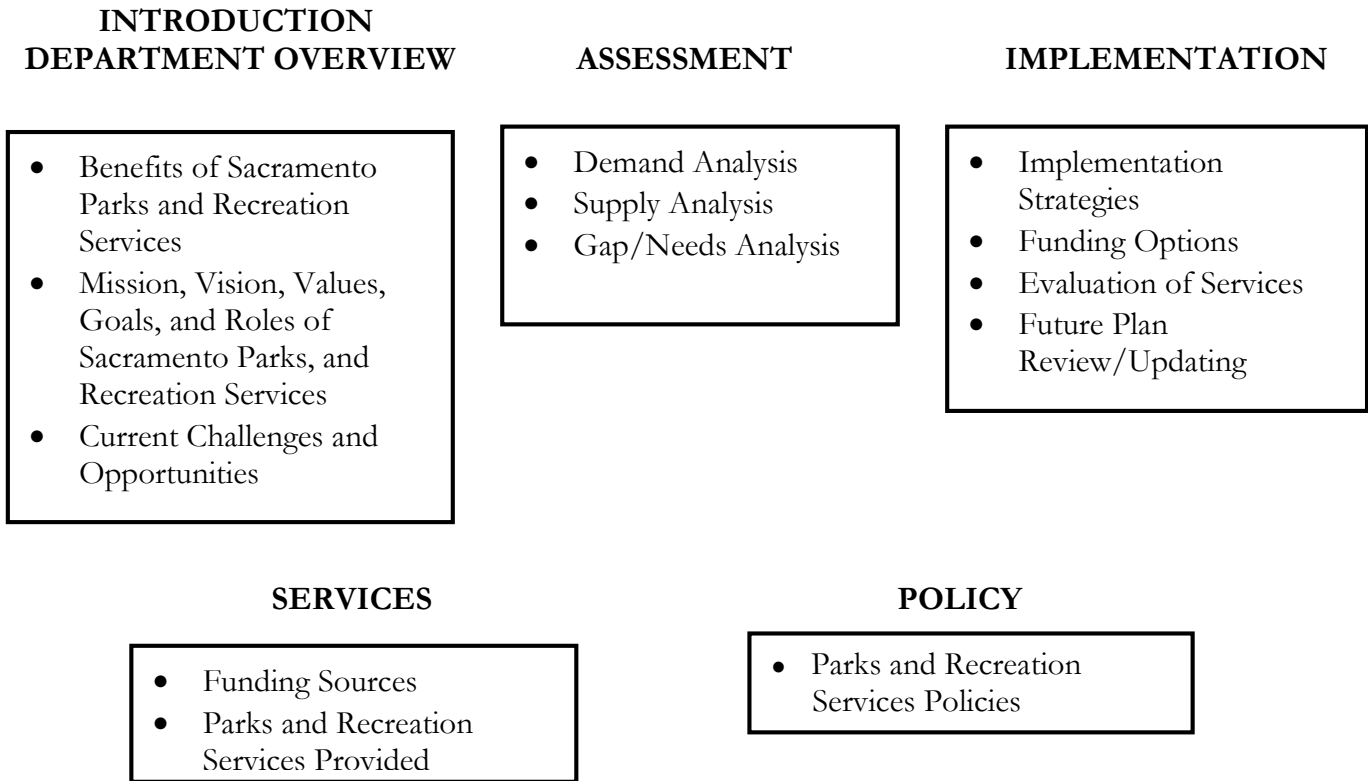 INTRODUCTION
DEPARTMENT OVERVIEW
• Benefits of Sacramento
Parks and Recreation
Services
• Mission, Vision, Values,
Goals, and Roles of
Sacramento Parks, and
Recreation Services
• Current Challenges and
Opportunities
ASSESSMENT
• Demand Analysis
• Supply Analysis
• Gap/Needs Analysis
IMPLEMENTATION
• Implementation
Strategies
• Funding Options
• Evaluation of Services
• Future Plan
Review/Updating
SERVICES
• Funding Sources
• Parks and Recreation
Services Provided
POLICY
• Parks and Recreation
Services Policies